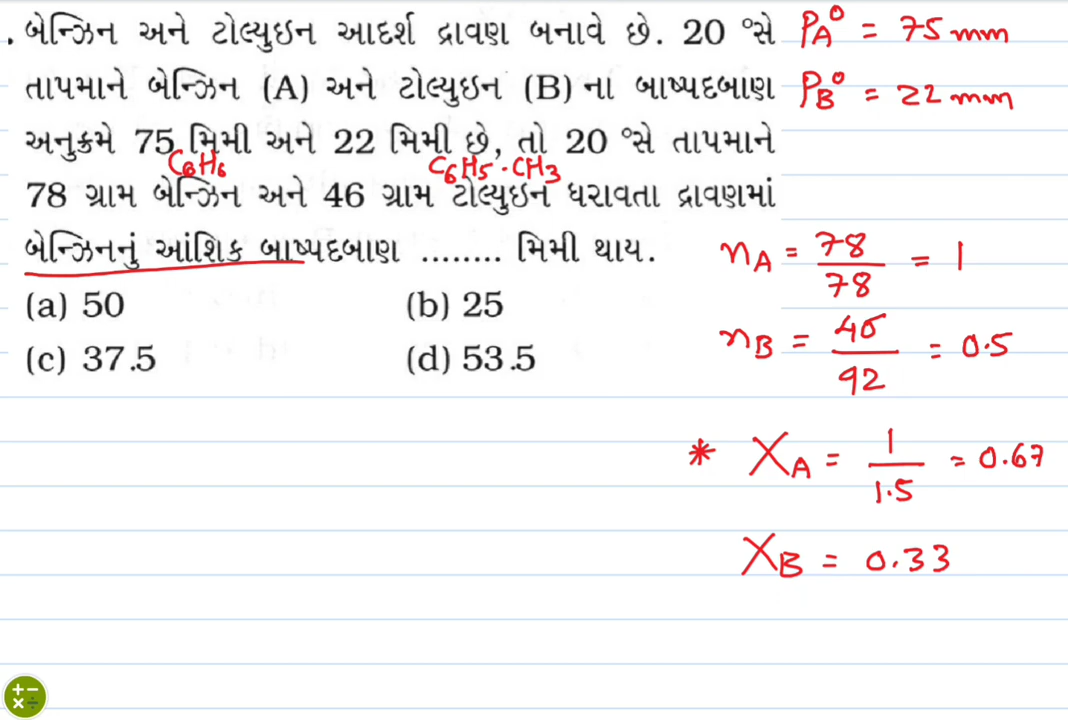 . બેન્ઝિન અને ટોલ્યુઇન આદર્શ દ્રાવણ બનાવે છે. 20 °સે
તાપમાને બેન્ઝિન (A) અને ટોલ્યુઇન (B) ના બાષ્પદબાણ
અનુક્રમે 75 મિમી અને 22 મિમી છે, તો 20 °સે તાપમાને
C6H6 C6H5·CH3
78 ગ્રામ બેન્ઝિન અને 46 ગ્રામ ટોલ્યુઇન ધરાવતા દ્રાવણમાં
બેન્ઝિનનું આંશિક બાષ્પદબાણ ........ મિમી થાય.
(a) 50 (b) 25
(c) 37.5 (d) 53.5
PA° = 75 mm
PB° = 22 mm
nA = 78/78 = 1
nB = 46/92 = 0.5
* XA = 1/1.5 = 0.67
XB = 0.33